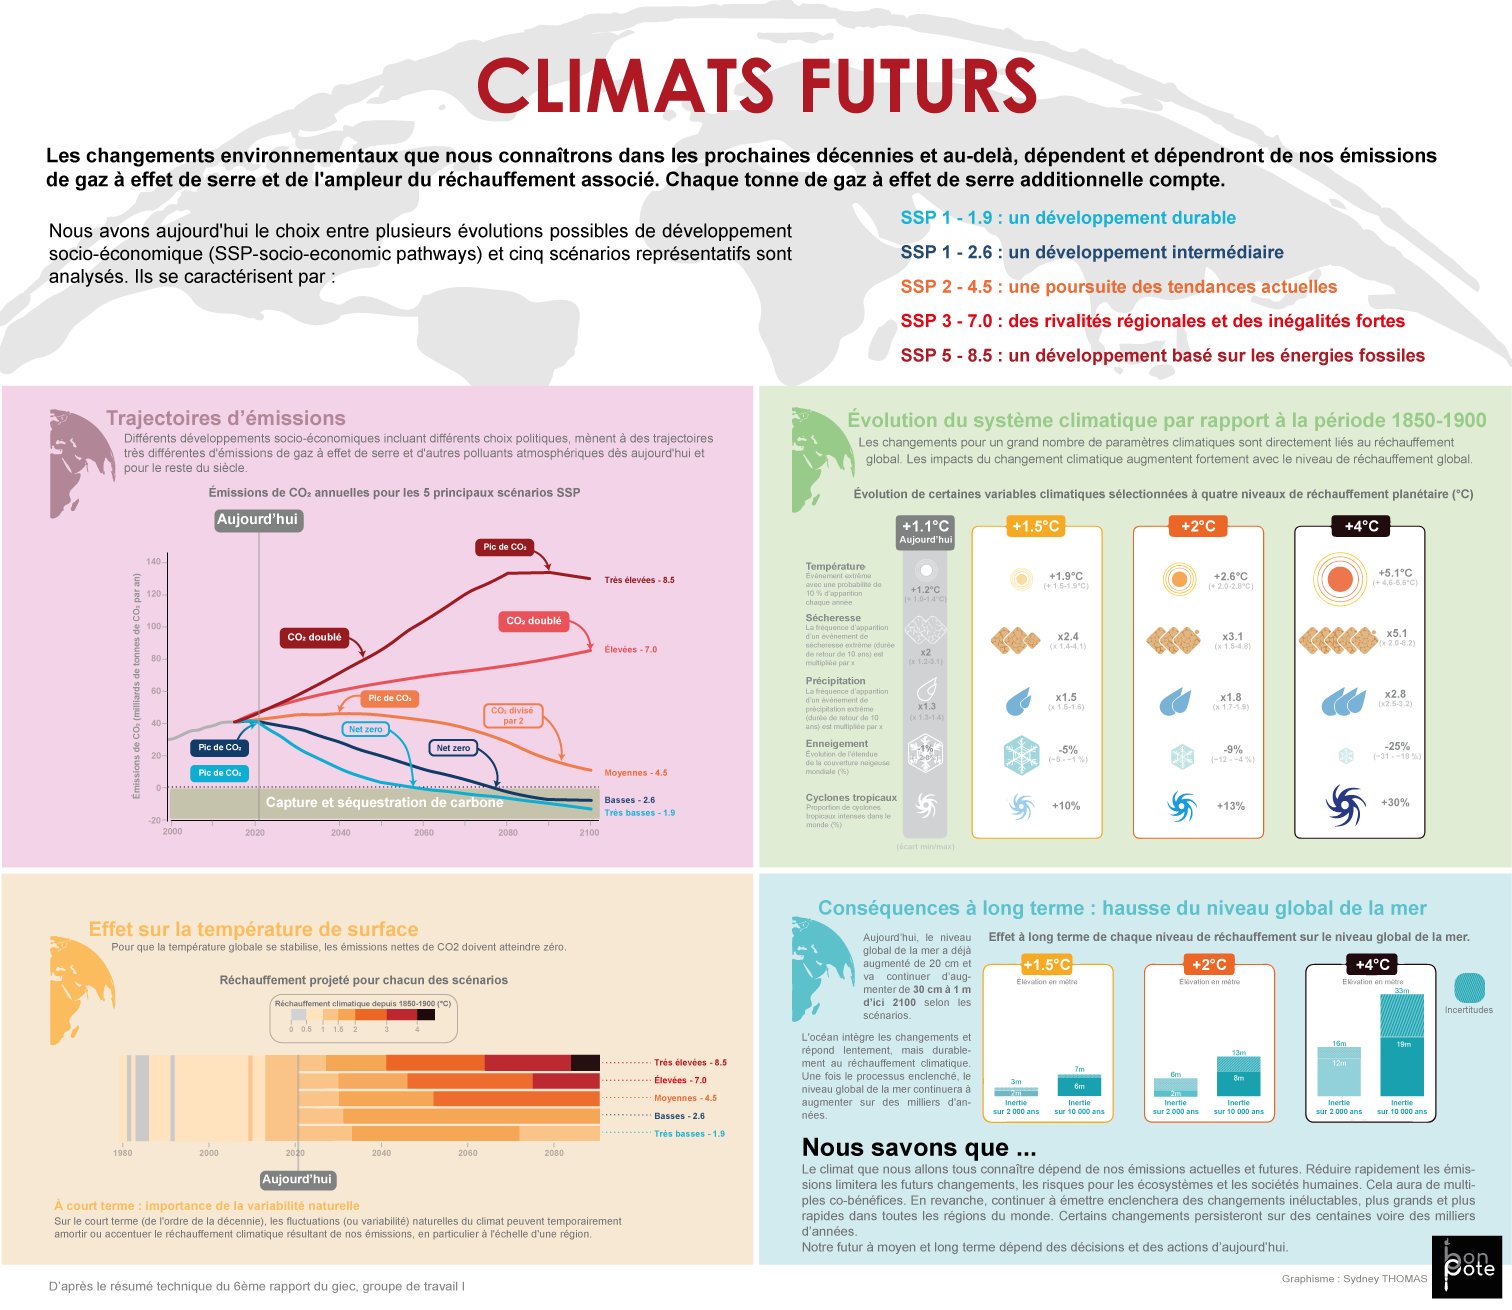 CLIMATS FUTURS
Les changements environnementaux que nous connaîtrons dans les prochaines décennies et au-delà, dépendent et dépendront de nos émissions
de gaz à effet de serre et de l'ampleur du réchauffement associé. Chaque tonne de gaz à effet de serre additionnelle compte.
Nous avons aujourd'hui le choix entre plusieurs évolutions possibles de développement
socio-économique (SSP-socio-economic pathways) et cinq scénarios représentatifs sont
analysés. Ils se caractérisent par :
SSP 1 - 1.9 : un développement durable
SSP 1 - 2.6 : un développement intermédiaire
SSP 2 - 4.5 : une poursuite des tendances actuelles
SSP 3 - 7.0 : des rivalités régionales et des inégalités fortes
SSP 5 - 8.5 : un développement basé sur les énergies fossiles
Trajectoires d'émissions
Différents développements socio-économiques incluant différents choix politiques, mènent à des trajectoires
très différentes d'émissions de gaz à effet de serre et d'autres polluants atmosphériques dès aujourd'hui et
pour le reste du siècle.
Émissions de CO₂ annuelles pour les 5 principaux scénarios SSP
Aujourd'hui
Émissions de CO₂ (milliards de tonnes de CO₂ par an)
140
120
100
80
60
40
20
0
-20
2000
2020
2040
2060
2080
2100
Pic de CO₂
CO₂ doublé
CO₂ doublé
Pic de CO₂
CO₂ divisé
par 2
Net zero
Net zero
Pic de CO₂
Pic de CO₂
Capture et séquestration de carbone
Très élevées - 8.5
Élevées - 7.0
Moyennes - 4.5
Basses - 2.6
Très basses - 1.9
Évolution du système climatique par rapport à la période 1850-1900
Les changements pour un grand nombre de paramètres climatiques sont directement liés au réchauffement
global. Les impacts du changement climatique augmentent fortement avec le niveau de réchauffement global.
Évolution de certaines variables climatiques sélectionnées à quatre niveaux de réchauffement planétaire (°C)
+1.1°C
Aujourd'hui
+1.5°C
+2°C
+4°C
Température
Évènement extrême
avec une probabilité de
10 % d'apparition
chaque année
+1.2°C
(+ 1.0-1.4°C)
+1.9°C
(+ 1.5-1.9°C)
+2.6°C
(+ 2.0-2.8°C)
+5.1°C
Sécheresse
La fréquence d'apparition
d'un évènement de
sécheresse extrême (durée
de retour de 10 ans) est
multipliée par x
x2
(x 1.2-3.1)
x2.4
(x 1.4-4.1)
x3.1
(x 1.5-4.8)
x5.1
(x 2.0-8.2)
Précipitation
La fréquence d'apparition
d'un évènement de
précipitation extrême
(durée de retour de 10
ans) est multipliée par x
x1.3
(x 1.3-1.4)
x1.5
(x 1.5-1.6)
x1.8
(x 1.7-1.9)
x2.8
(x2.5-3.2)
Enneigement
Évolution de l'étendue
de la couverture neigeuse
mondiale (%)
-1%
-5%
(−5 - −1 %)
-9%
(−12 - −4 %)
-25%
(−31 - −18 %)
Cyclones tropicaux
Proportion de cyclones
tropicaux intenses dans le
monde (%)
+10%
+13%
+30%
(écart min/max)
Effet sur la température de surface
Pour que la température globale se stabilise, les émissions nettes de CO2 doivent atteindre zéro.
Réchauffement projeté pour chacun des scénarios
Réchauffement climatique depuis 1850-1900 (°C)
0 0.5 1 1.5 2 3 4
Très élevées - 8.5
Élevées - 7.0
Moyennes - 4.5
Basses - 2.6
Très basses - 1.9
1980 2000 2020 2040 2060 2080
Aujourd'hui
À court terme : importance de la variabilité naturelle
Sur le court terme (de l'ordre de la décennie), les fluctuations (ou variabilité) naturelles du climat peuvent temporairement
amortir ou accentuer le réchauffement climatique résultant de nos émissions, en particulier à l'échelle d'une région.
Conséquences à long terme : hausse du niveau global de la mer
Aujourd'hui, le niveau
global de la mer a déjà
augmenté de 20 cm et
va continuer d'aug-
menter de 30 cm à 1 m
d'ici 2100 selon les
scénarios.
L'océan intègre les changements et
répond lentement, mais durable-
ment au réchauffement climatique.
Une fois le processus enclenché, le
niveau global de la mer continuera à
augmenter sur des milliers d'an-
nées.
Effet à long terme de chaque niveau de réchauffement sur le niveau global de la mer.
+1.5°C
Élévation en mètre
3m
2m
7m
6m
Inertie
sur 2 000 ans
Inertie
sur 10 000 ans
+2°C
Élévation en mètre
6m
2m
13m
8m
Inertie
sur 2 000 ans
Inertie
sur 10 000 ans
+4°C
Élévation en mètre
16m
12m
33m
19m
Inertie
sur 2 000 ans
Inertie
sur 10 000 ans
Incertitudes
Nous savons que ...
Le climat que nous allons tous connaître dépend de nos émissions actuelles et futures. Réduire rapidement les émis-
sions limitera les futurs changements, les risques pour les écosystèmes et les sociétés humaines. Cela aura de multi-
ples co-bénéfices. En revanche, continuer à émettre enclenchera des changements inéluctables, plus grands et plus
rapides dans toutes les régions du monde. Certains changements persisteront sur des centaines voire des milliers
d'années.
Notre futur à moyen et long terme dépend des décisions et des actions d'aujourd'hui.
D'après le résumé technique du 6ème rapport du giec, groupe de travail I
Graphisme : Sydney THOMAS
bon
pote